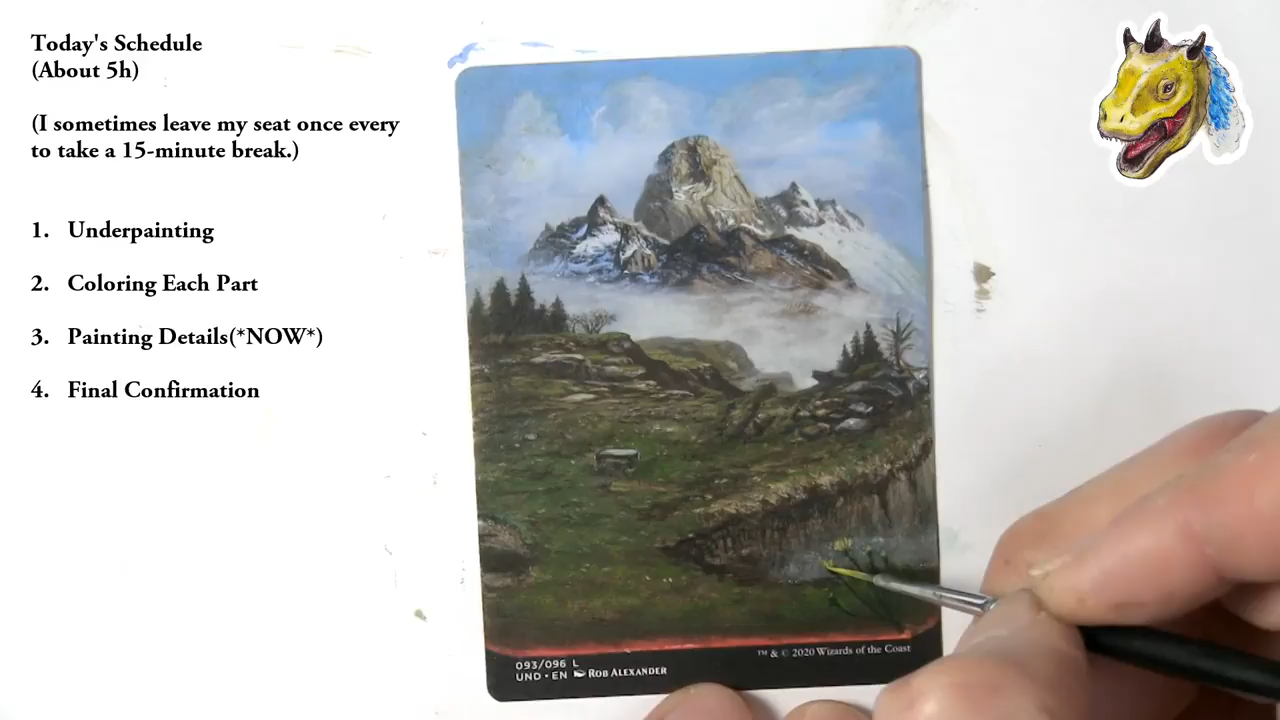 Today's Schedule
(About 5h)
(I sometimes leave my seat once every
to take a 15-minute break.)
1. Underpainting
2. Coloring Each Part
3. Painting Details(*NOW*)
4. Final Confirmation
093/096 L
UND • EN ROB ALEXANDER
™ & © 2020 Wizards of the Coast